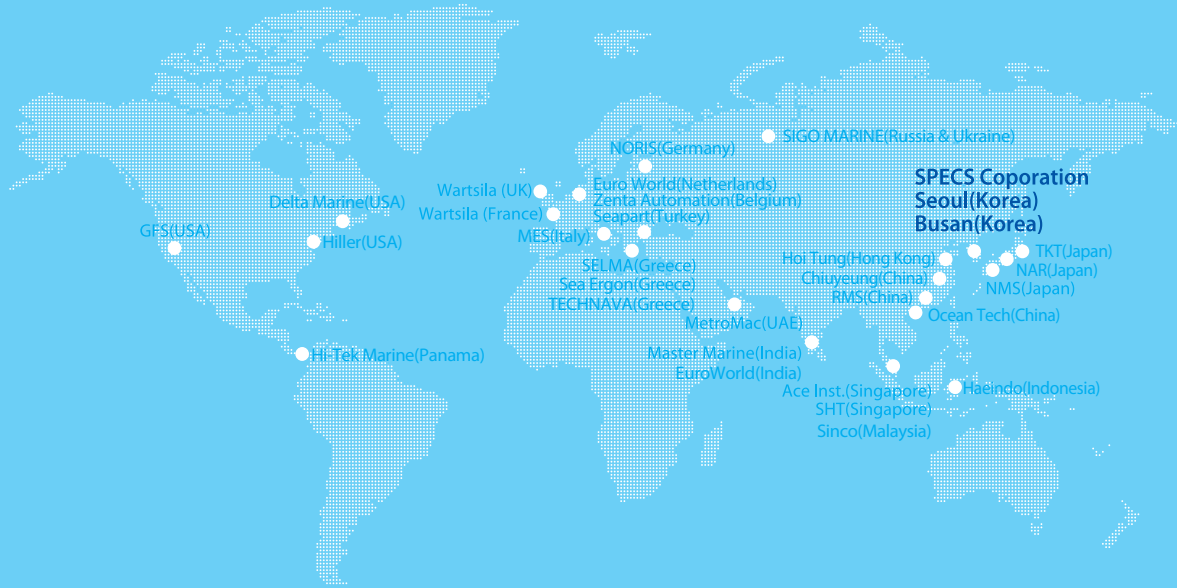 SIGO MARINE(Russia & Ukraine)
NORIS(Germany)
Wartsila (UK)
Euro World(Netherlands)
Zenta Automation(Belgium)
Seapart(Turkey)
Wartsila (France)
MES(Italy)
SELMA(Greece)
Sea Ergon(Greece)
TECHNAVA(Greece)
Delta Marine(USA)
GFS(USA)
Hiller(USA)
Hi-Tek Marine(Panama)
SPECS Coporation
Seoul(Korea)
Busan(Korea)
Hoi Tung(Hong Kong)
Chiuyeung(China)
RMS(China)
Ocean Tech(China)
TKT(Japan)
NAR(Japan)
NMS(Japan)
MetroMac(UAE)
Master Marine(India)
EuroWorld(India)
Ace Inst.(Singapore)
SHT(Singapore)
Sinco(Malaysia)
Haeindo(Indonesia)